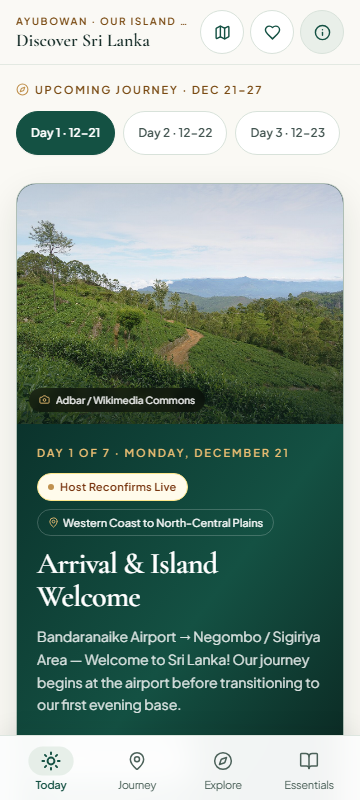 AYUBOWAN · OUR ISLAND …
Discover Sri Lanka
UPCOMING JOURNEY · DEC 21–27
Day 1 · 12–21
Day 2 · 12–22
Day 3 · 12–23
Adbar / Wikimedia Commons
DAY 1 OF 7 · MONDAY, DECEMBER 21
Host Reconfirms Live
Western Coast to North-Central Plains
Arrival & Island
Welcome
Bandaranaike Airport → Negombo / Sigiriya
Area — Welcome to Sri Lanka! Our journey
begins at the airport before transitioning to
our first evening base.
Today
Journey
Explore
Essentials